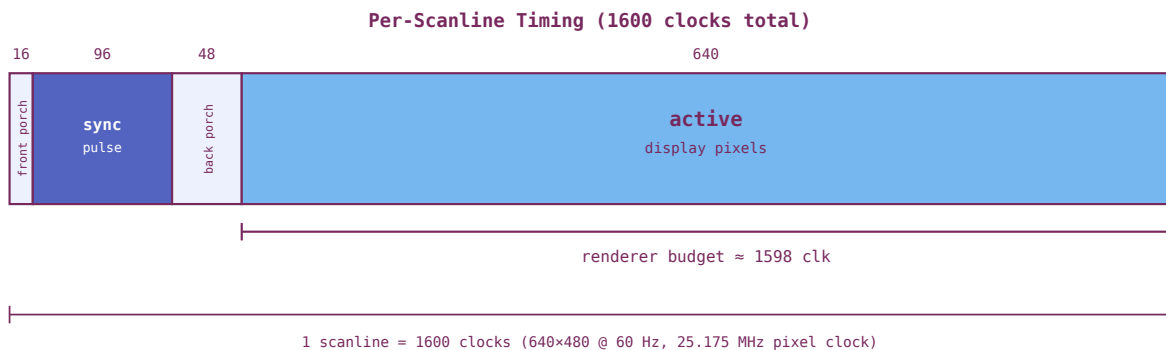 Per-Scanline Timing (1600 clocks total)
16 96 48 640
front porch
sync
pulse
back porch
active
display pixels
renderer budget ≈ 1598 clk
1 scanline = 1600 clocks (640×480 @ 60 Hz, 25.175 MHz pixel clock)